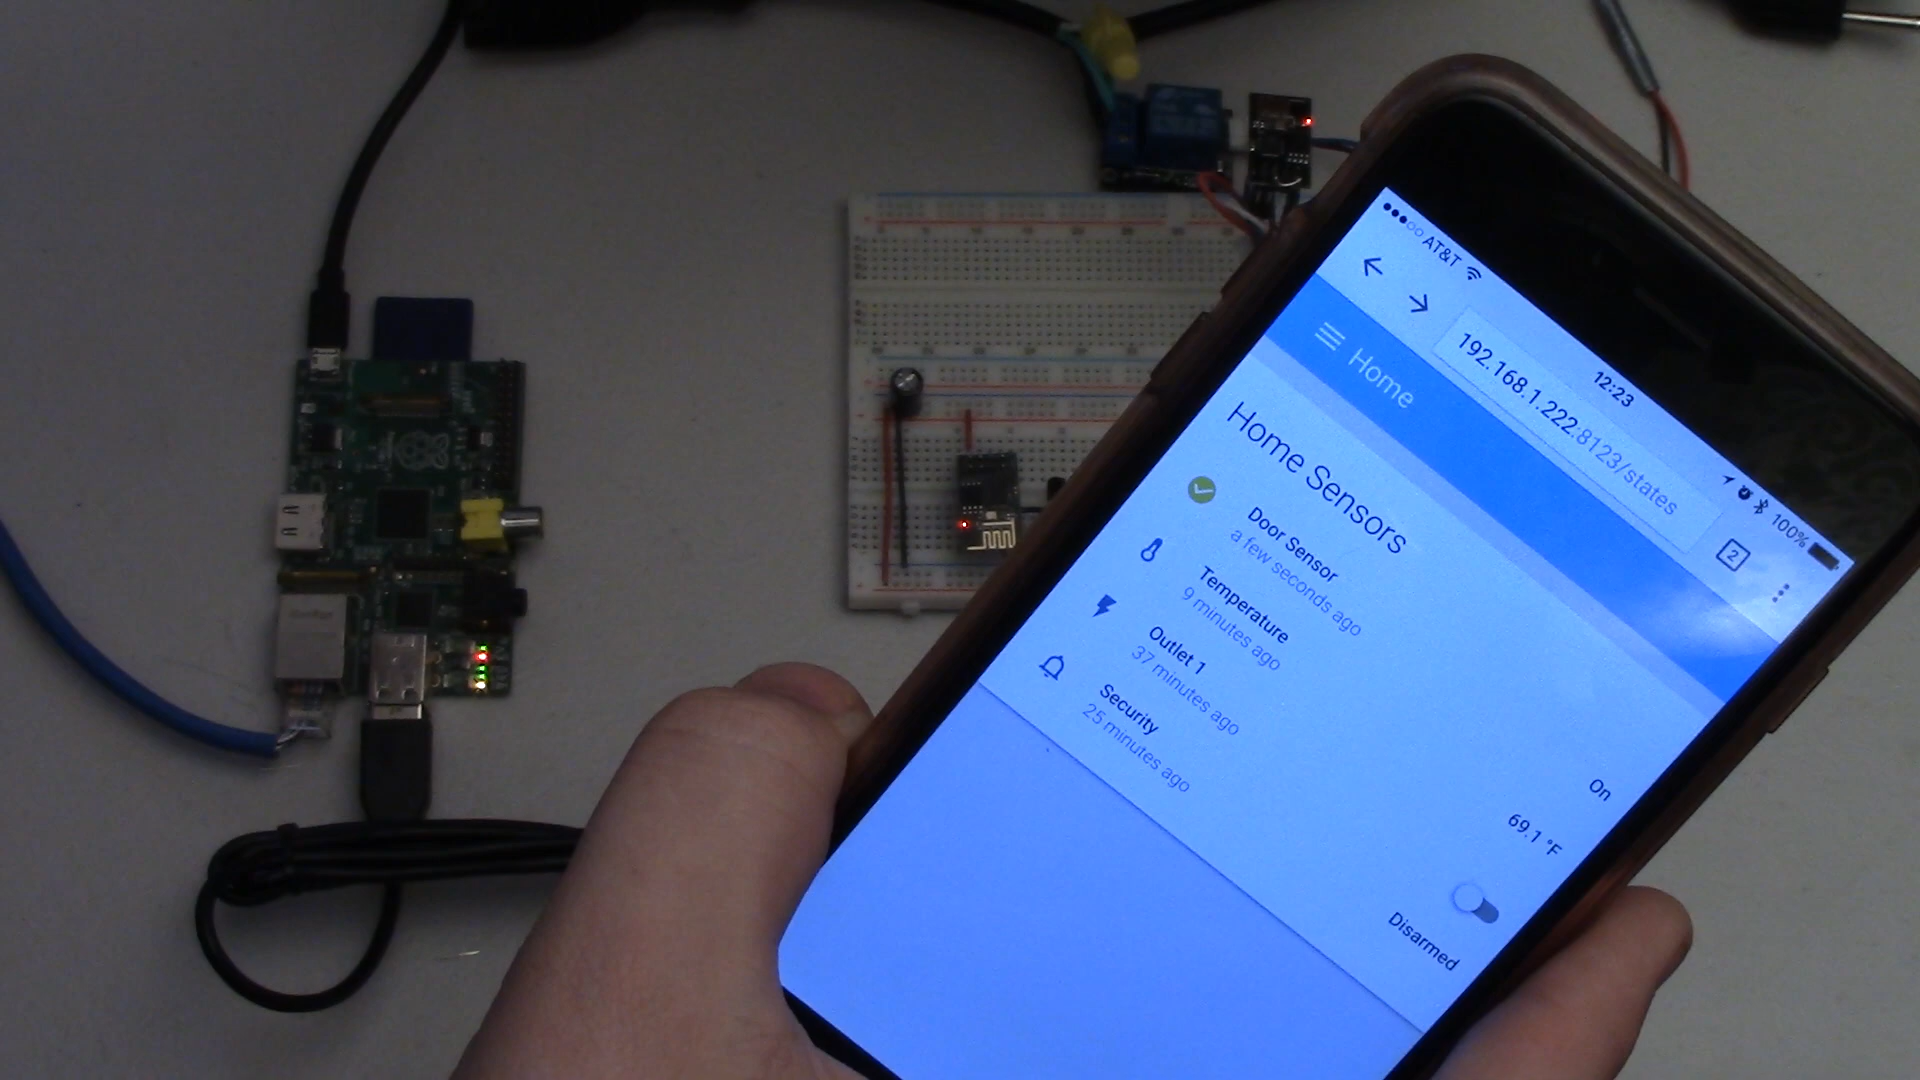 AT&T
12:23
100%
192.168.1.222:8123/states
2
Home
Home Sensors
Door Sensor
a few seconds ago
On
Temperature
9 minutes ago
69.1 °F
Outlet 1
37 minutes ago
Security
25 minutes ago
Disarmed